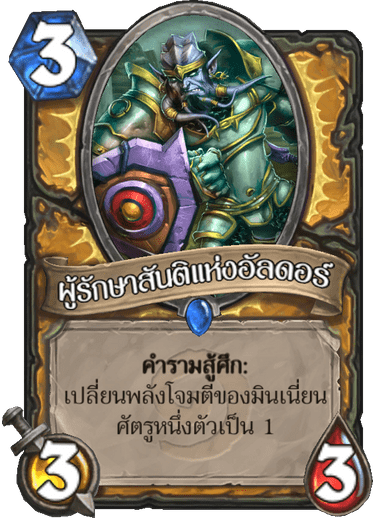 3
ผู้รักษาสันติแห่งอัลดอร์
คำรามสู้ศึก:
เปลี่ยนพลังโจมตีของมินเนี่ยน
ศัตรูหนึ่งตัวเป็น 1
3
3